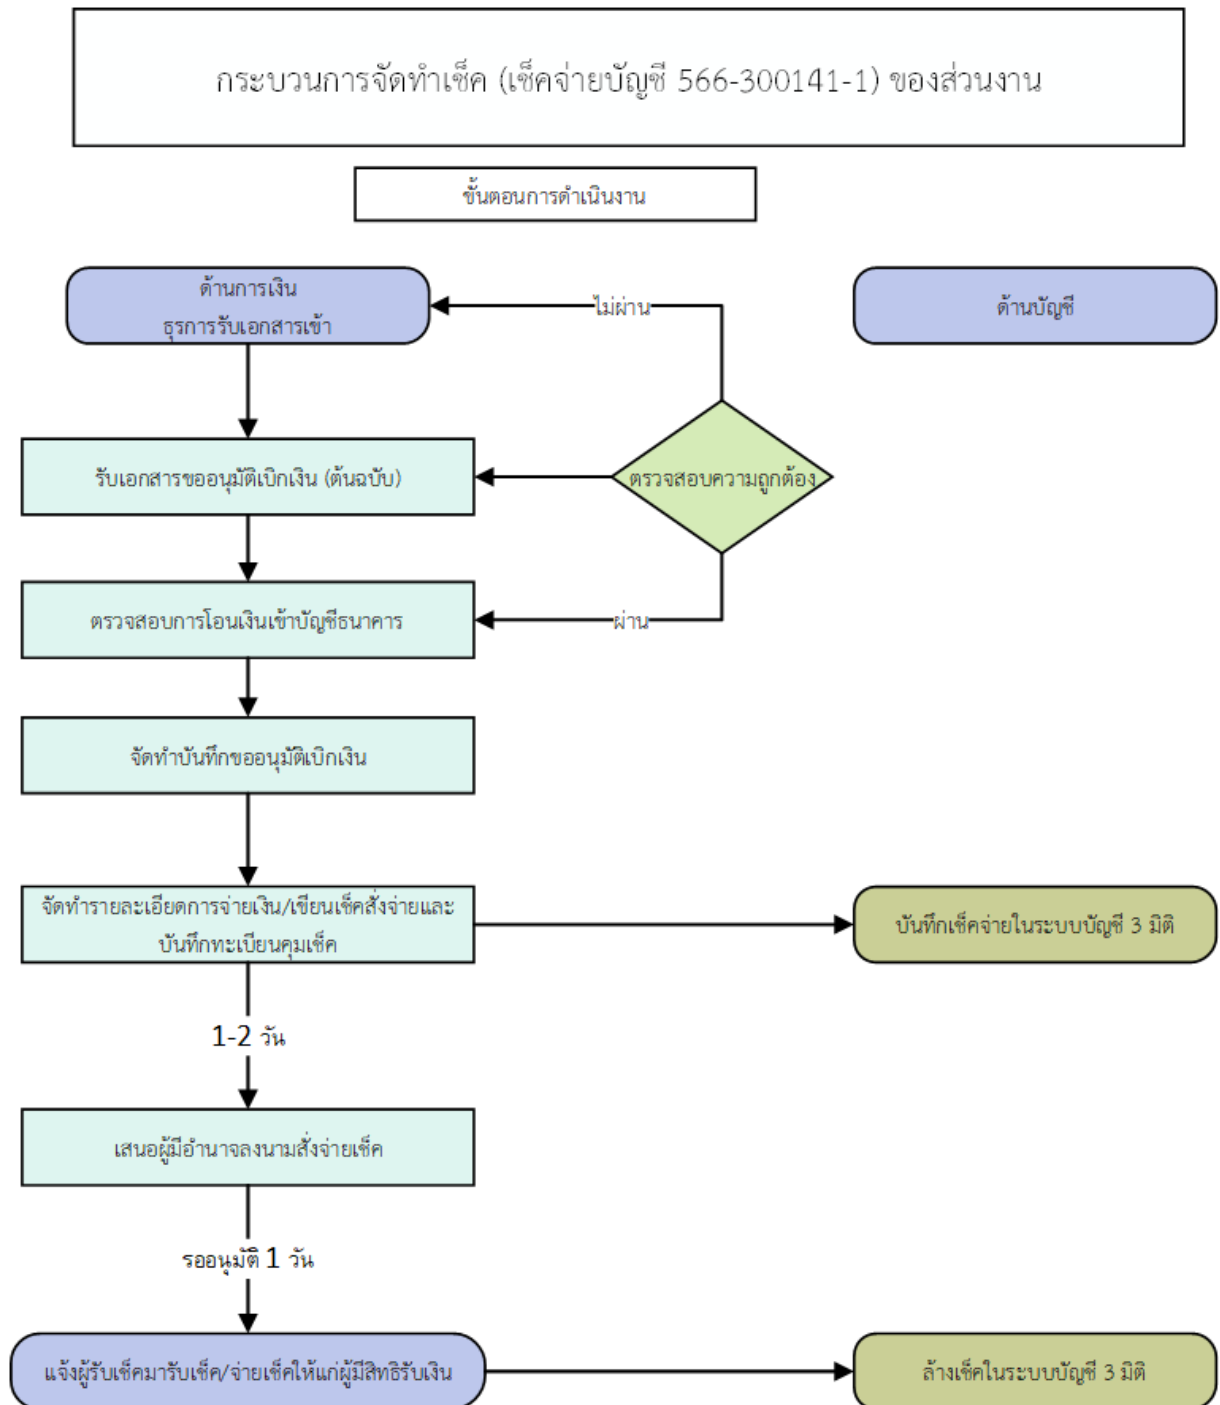 กระบวนการจัดทำเช็ค (เช็คจ่ายบัญชี 566-300141-1) ของส่วนงาน
ขั้นตอนการดำเนินงาน
ด้านการเงิน
ธุรการรับเอกสารเข้า
ไม่ผ่าน
ด้านบัญชี
รับเอกสารขออนุมัติเบิกเงิน (ต้นฉบับ)
ตรวจสอบความถูกต้อง
ตรวจสอบการโอนเงินเข้าบัญชีธนาคาร
ผ่าน
จัดทำบันทึกขออนุมัติเบิกเงิน
จัดทำรายละเอียดการจ่ายเงิน/เขียนเช็คสั่งจ่ายและ
บันทึกทะเบียนคุมเช็ค
บันทึกเช็คจ่ายในระบบบัญชี 3 มิติ
1-2 วัน
เสนอผู้มีอำนาจลงนามสั่งจ่ายเช็ค
รออนุมัติ 1 วัน
แจ้งผู้รับเช็คมารับเช็ค/จ่ายเช็คให้แก่ผู้มีสิทธิรับเงิน
ล้างเช็คในระบบบัญชี 3 มิติ